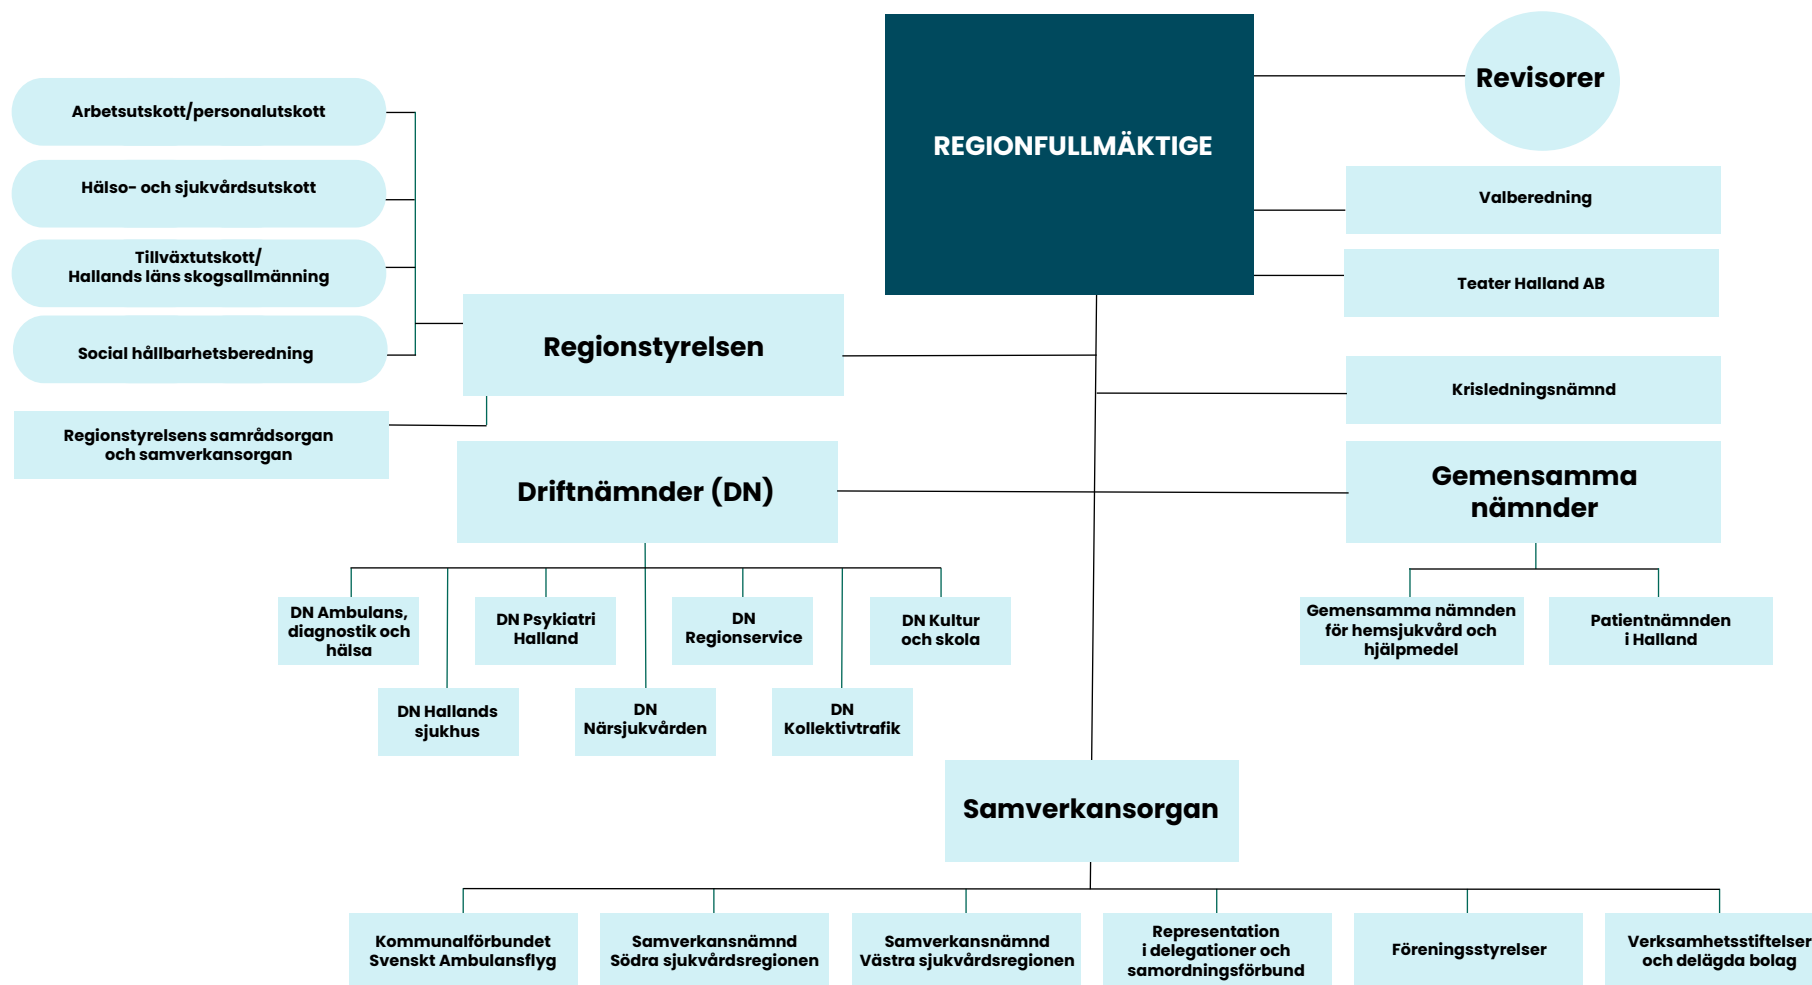 REGIONFULLMÄKTIGE
Revisorer
Valberedning
Teater Halland AB
Arbetsutskott/personalutskott
Hälso- och sjukvårdsutskott
Tillväxtutskott/
Hallands läns skogsallmänning
Social hållbarhetsberedning
Regionstyrelsen
Regionstyrelsens samrådsorgan
och samverkansorgan
Krisledningsnämnd
Driftnämnder (DN)
Gemensamma
nämnder
DN Ambulans,
diagnostik och
hälsa
DN Psykiatri
Halland
DN
Regionservice
DN Kultur
och skola
DN Hallands
sjukhus
DN
Närsjukvården
DN
Kollektivtrafik
Gemensamma nämnden
för hemsjukvård och
hjälpmedel
Patientnämnden
i Halland
Samverkansorgan
Kommunalförbundet
Svenskt Ambulansflyg
Samverkansnämnd
Södra sjukvårdsregionen
Samverkansnämnd
Västra sjukvårdsregionen
Representation
i delegationer och
samordningsförbund
Föreningsstyrelser
Verksamhetsstiftelser
och delägda bolag